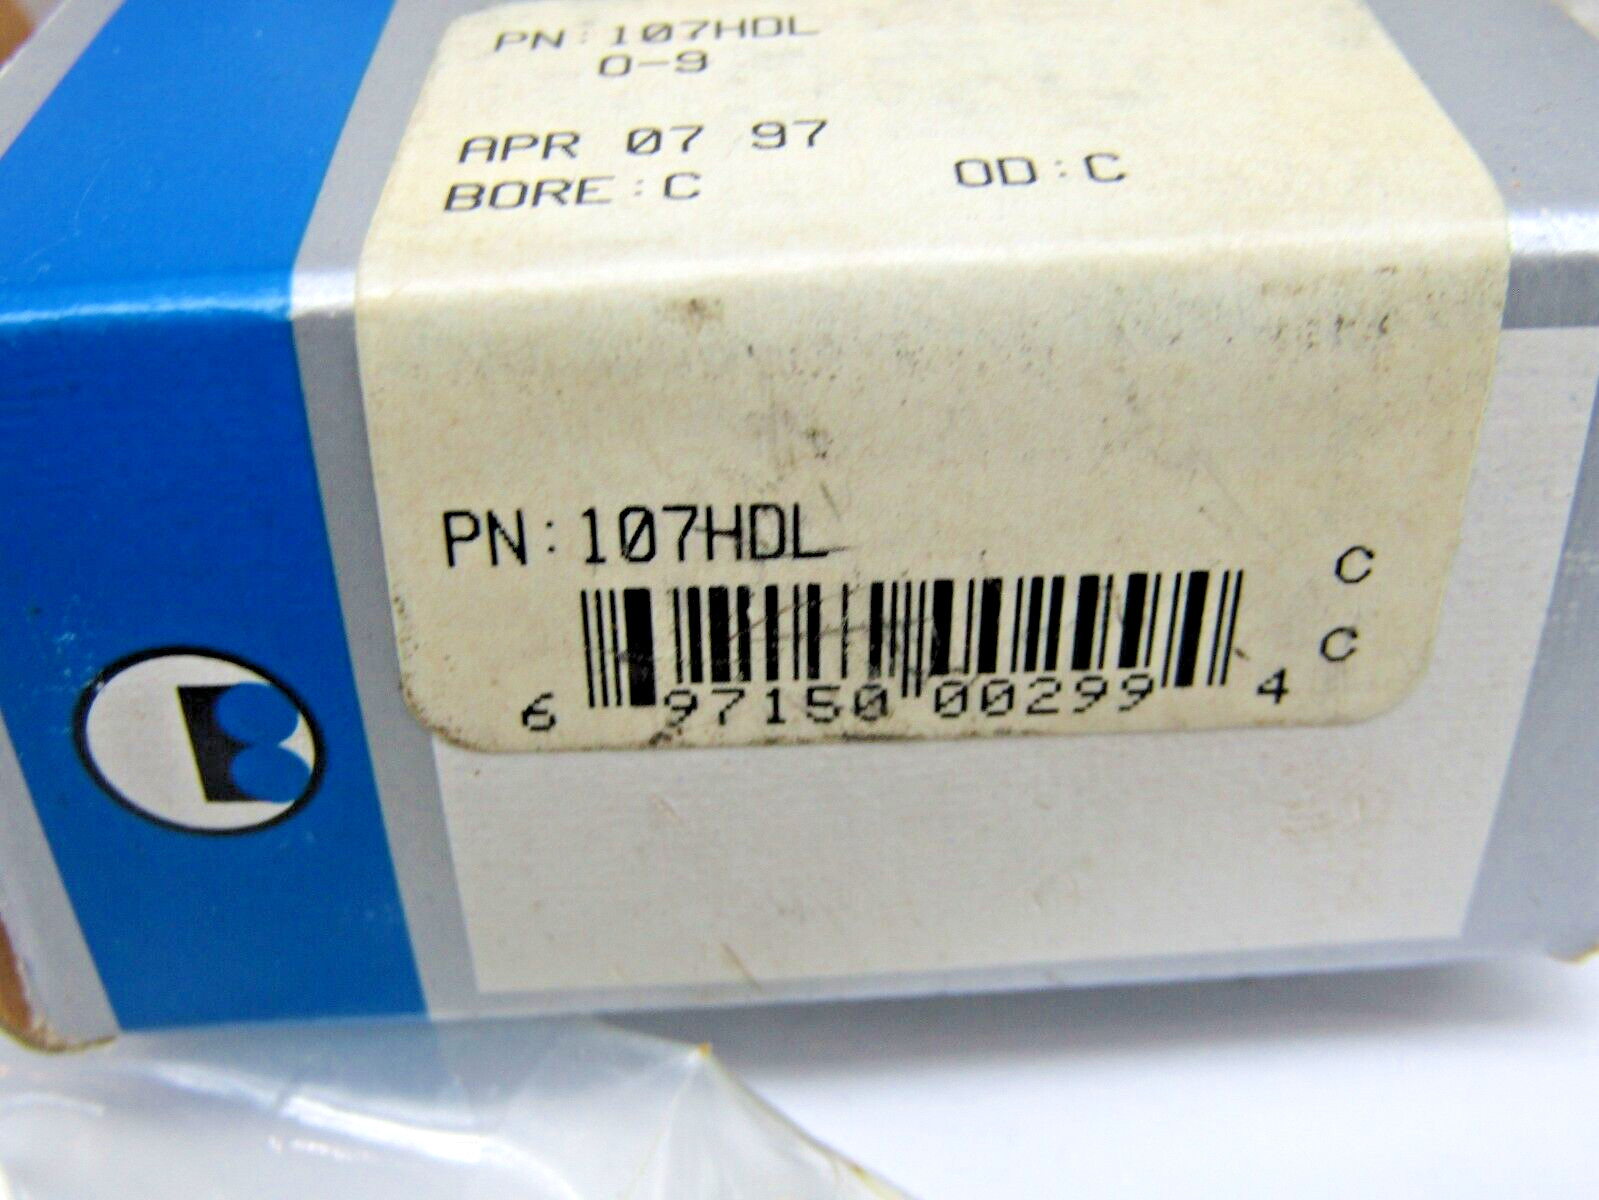 PN:107HDL
0-9
APR 07 97
BORE:C OD:C
PN:107HDL
C
C
6 97150 00299 4